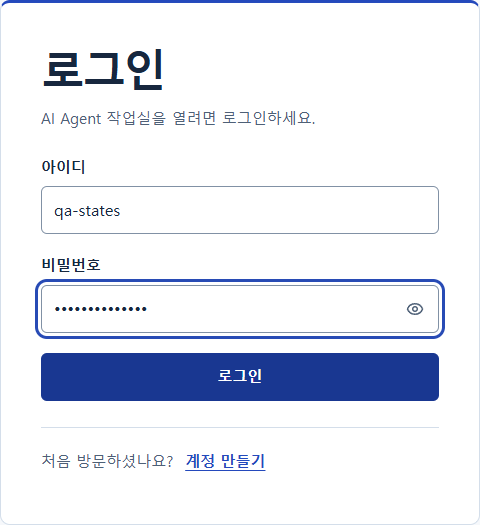 로그인
AI Agent 작업실을 열려면 로그인하세요.
아이디
qa-states
비밀번호
••••••••••••••
로그인
처음 방문하셨나요? 계정 만들기